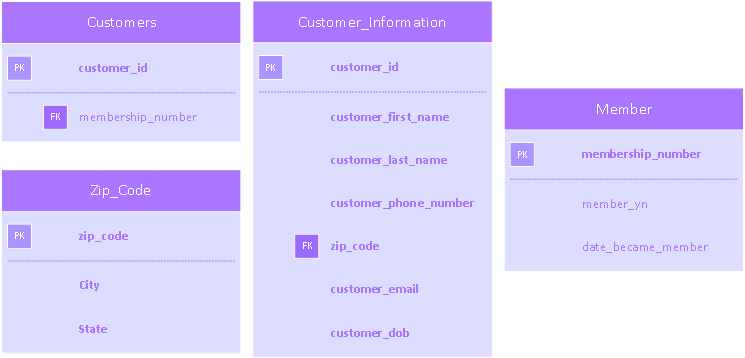 Customers
PK customer_id
FK membership_number
Zip_Code
PK zip_code
City
State
Customer_Information
PK customer_id
customer_first_name
customer_last_name
customer_phone_number
FK zip_code
customer_email
customer_dob
Member
PK membership_number
member_yn
date_became_member